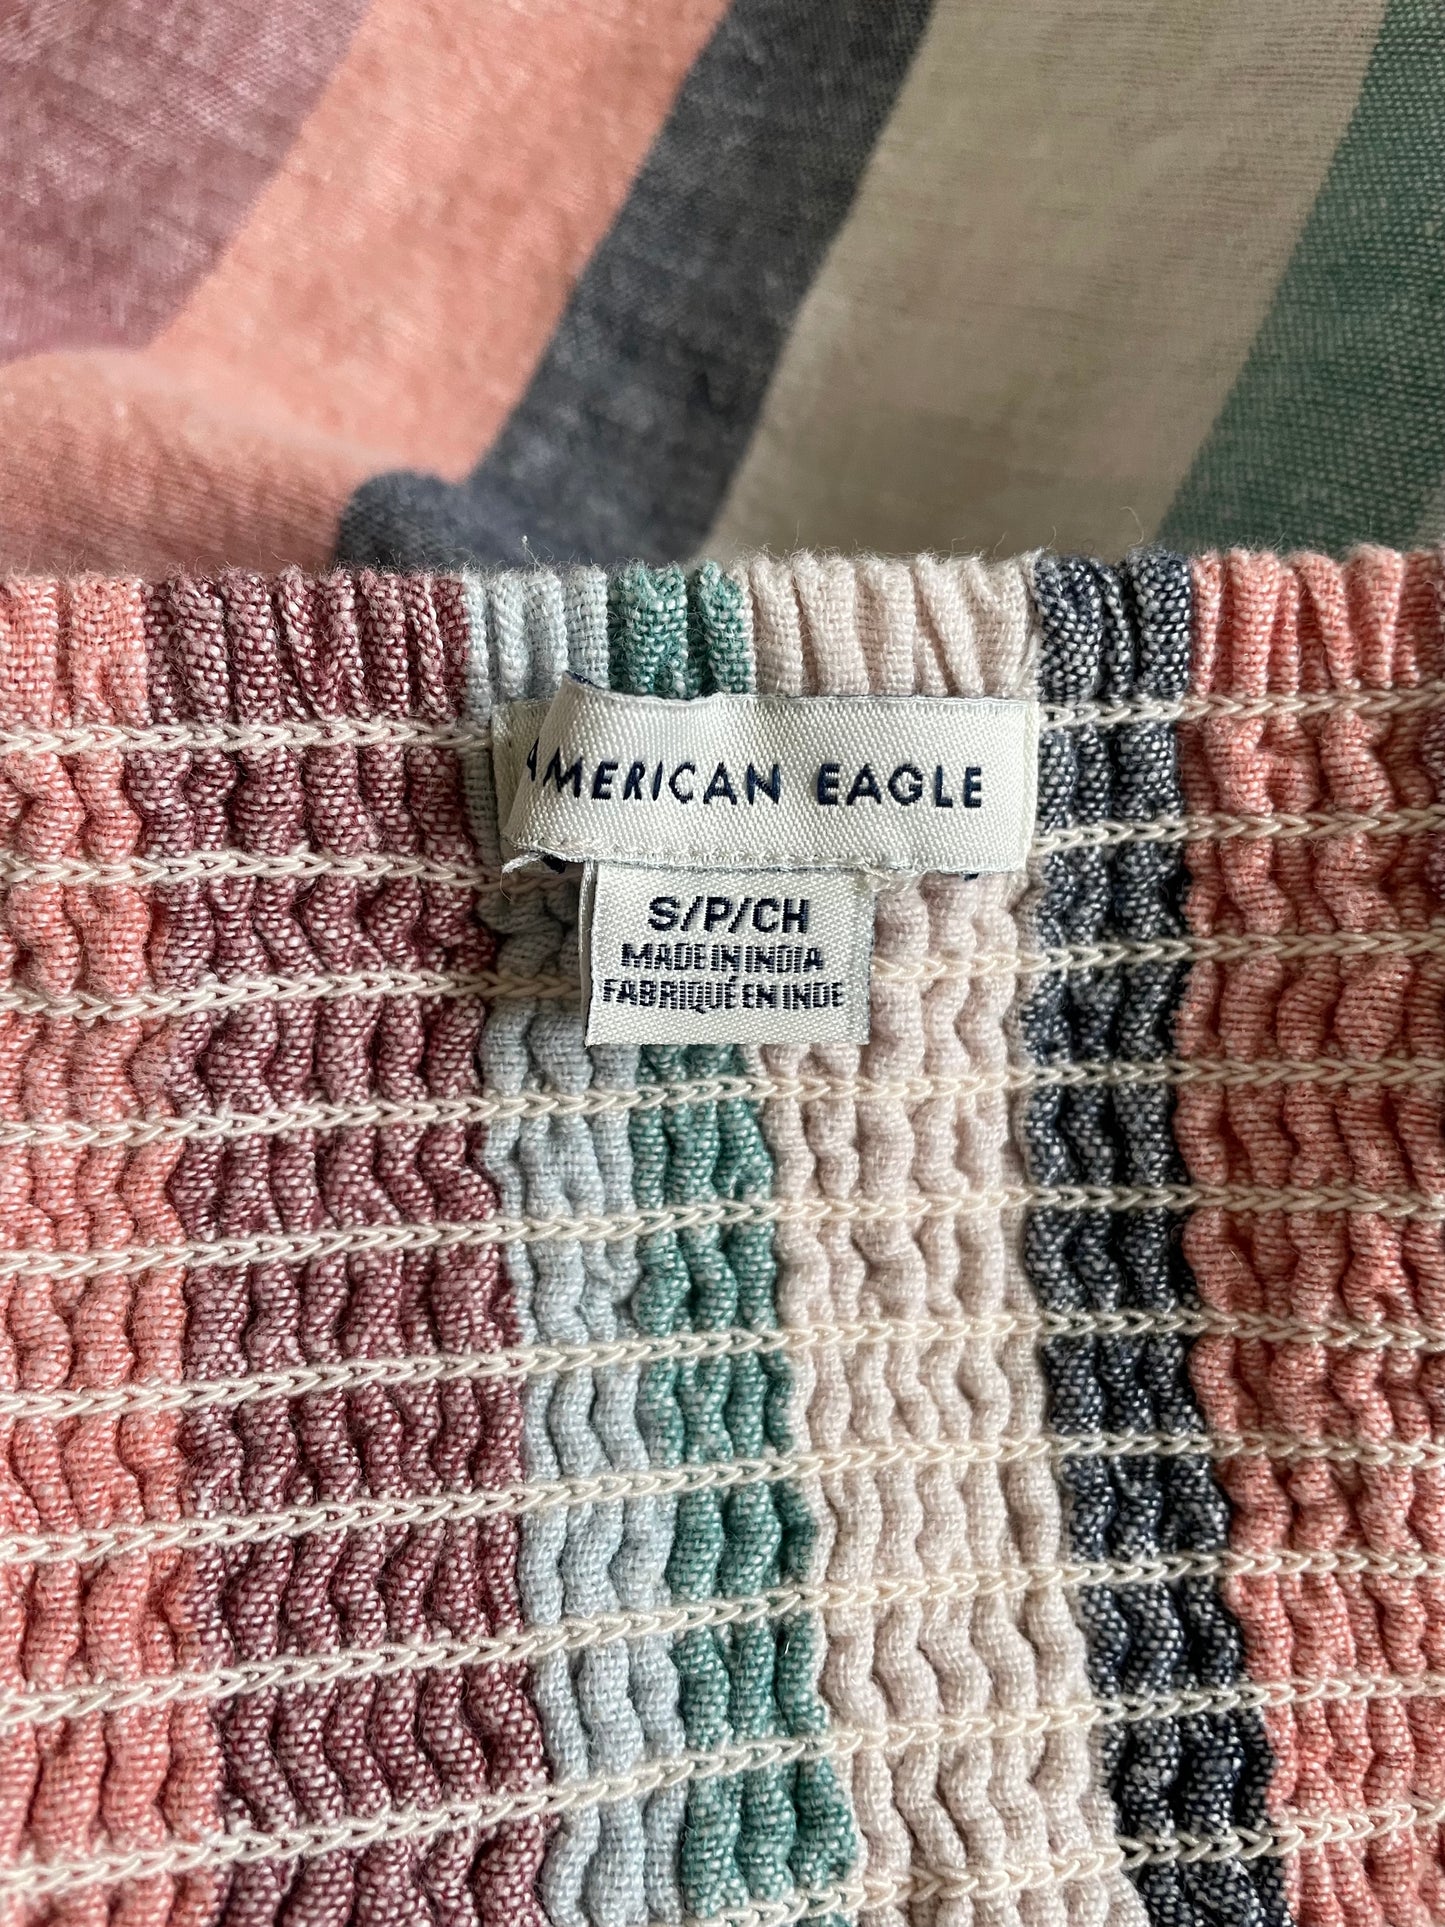 AMERICAN EAGLE
S/P/CH
MADE IN INDIA
FABRIQUÉ EN INDE